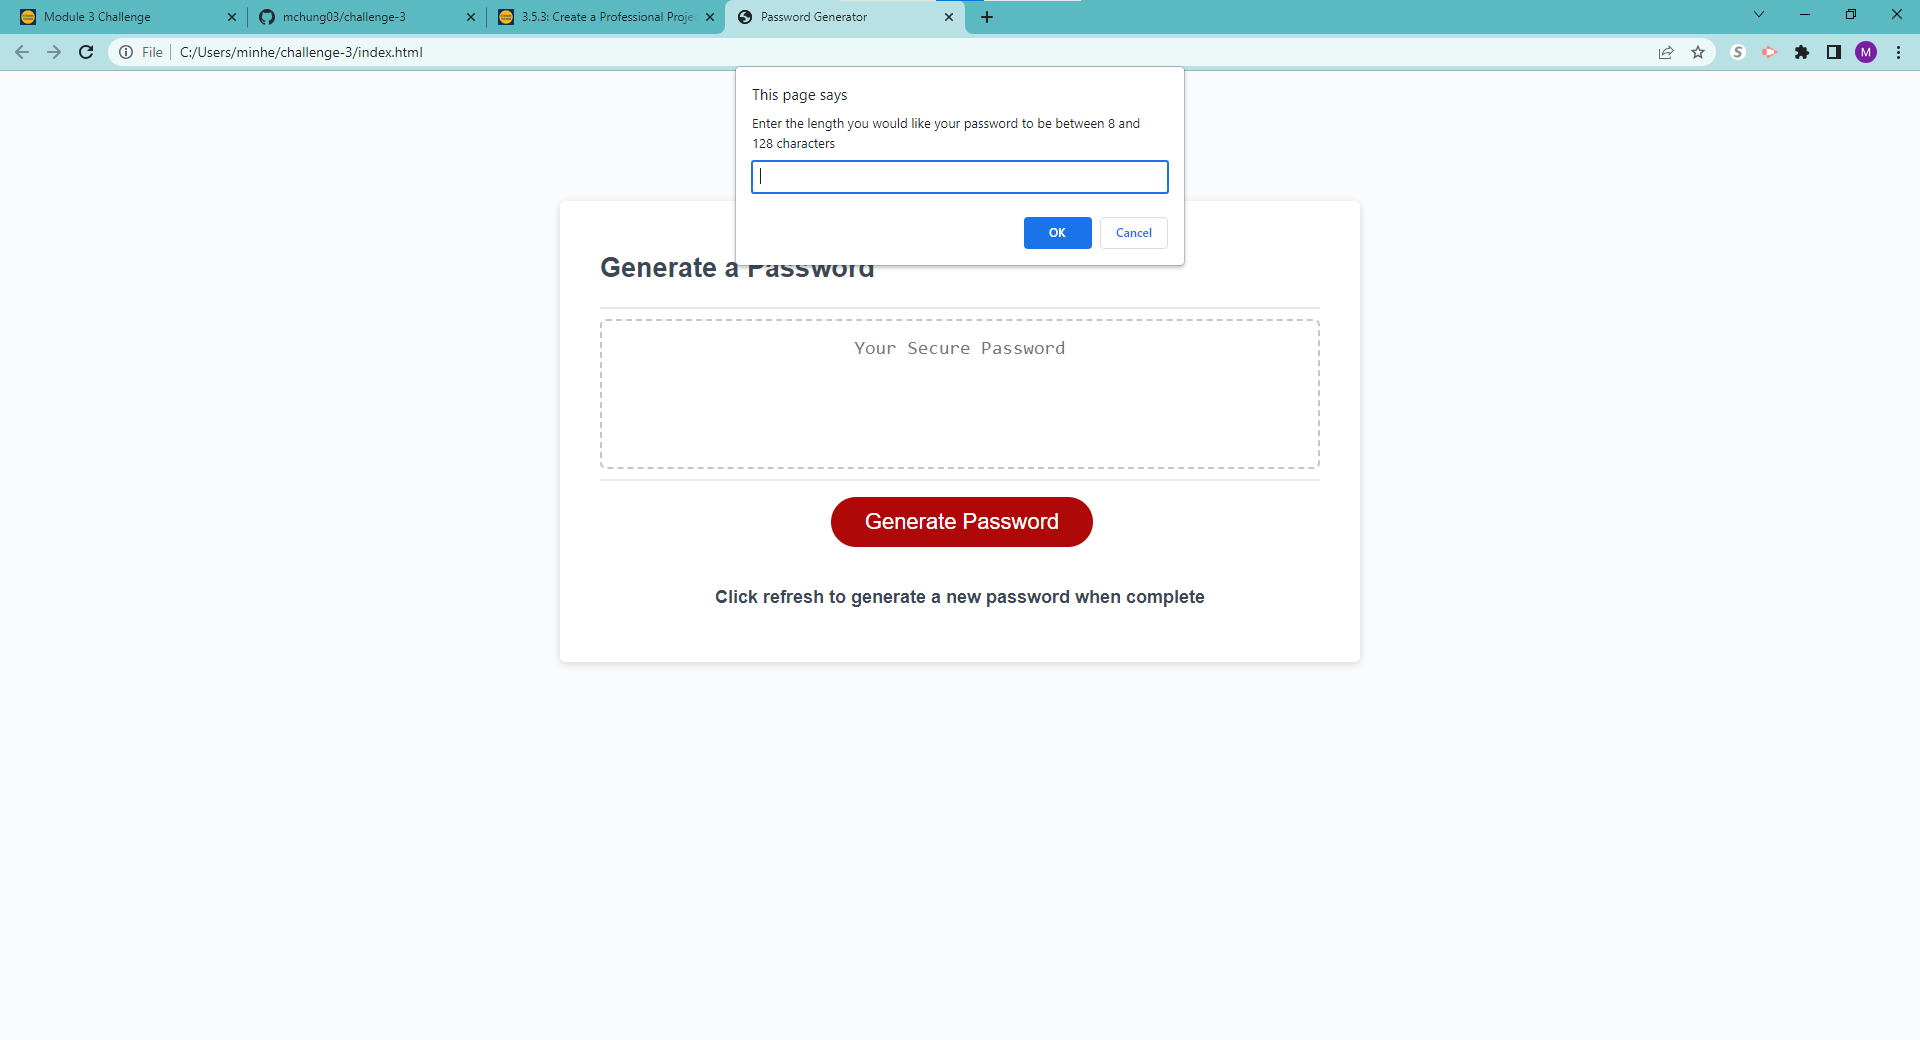 Module 3 Challenge
mchung03/challenge-3
3.5.3: Create a Professional Proje
Password Generator
File
C:/Users/minhe/challenge-3/index.html
S
M
This page says
Enter the length you would like your password to be between 8 and
128 characters
OK
Cancel
Generate a Password
Your Secure Password
Generate Password
Click refresh to generate a new password when complete